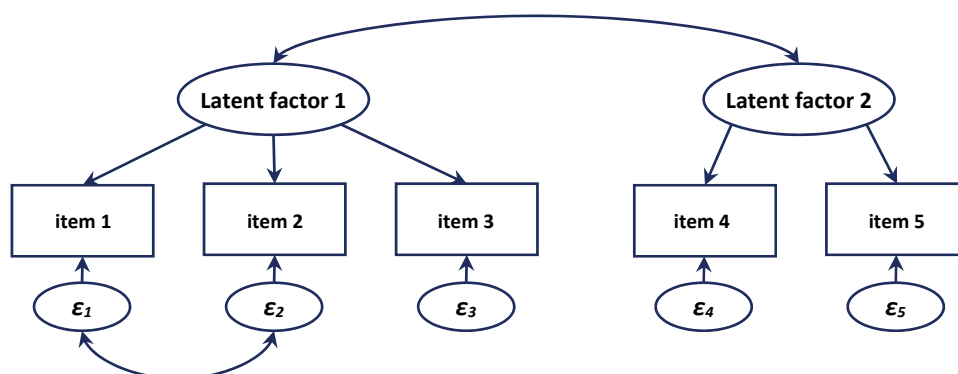 Latent factor 1
Latent factor 2
item 1
item 2
item 3
item 4
item 5
ε1
ε2
ε3
ε4
ε5